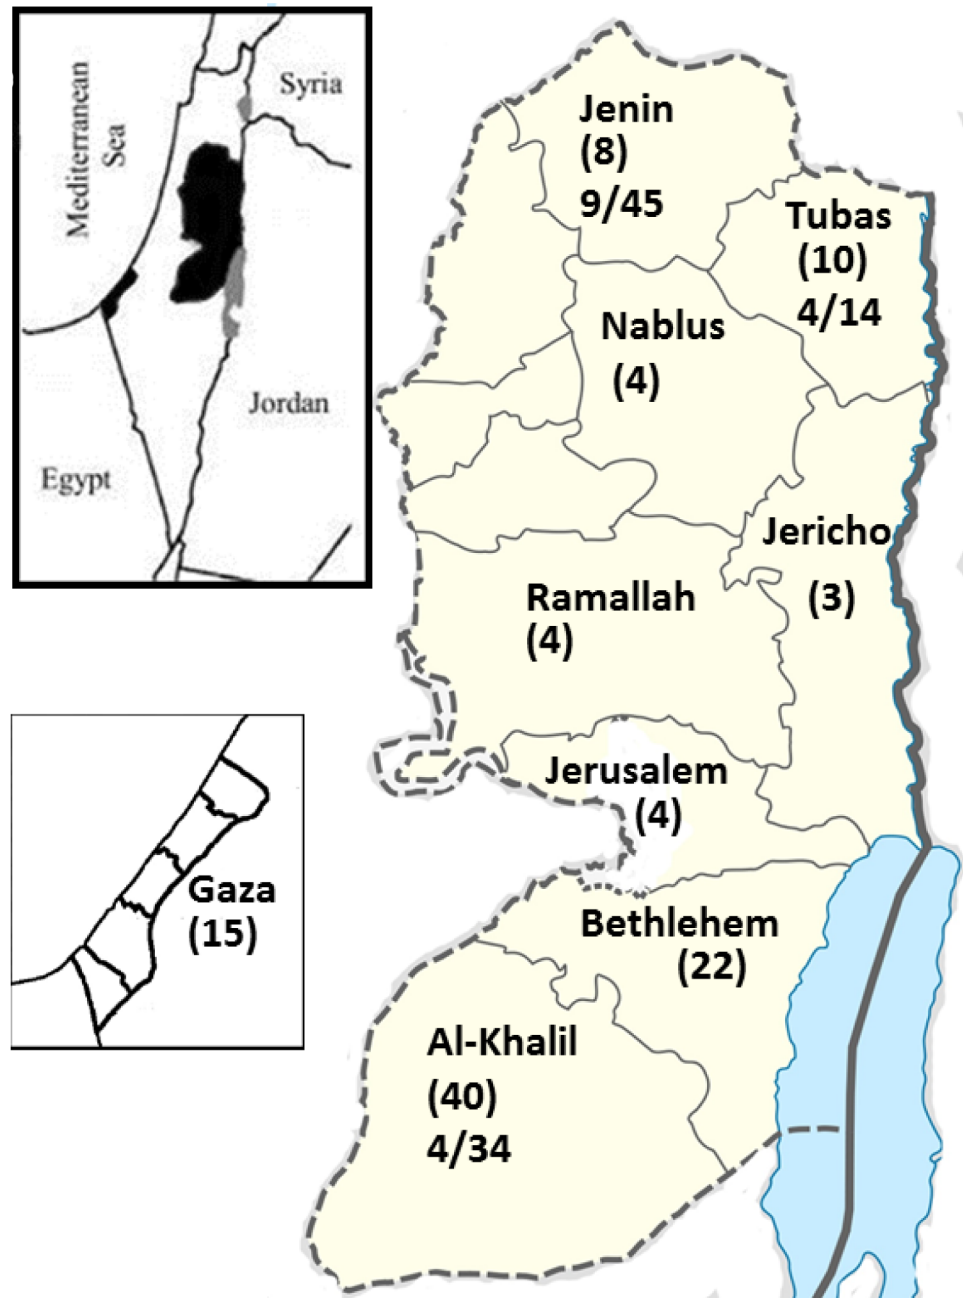 Mediterranean
Sea
Syria
Jordan
Egypt
Jenin
(8)
9/45
Tubas
(10)
4/14
Nablus
(4)
Jericho
(3)
Ramallah
(4)
Jerusalem
(4)
Gaza
(15)
Bethlehem
(22)
Al-Khalil
(40)
4/34